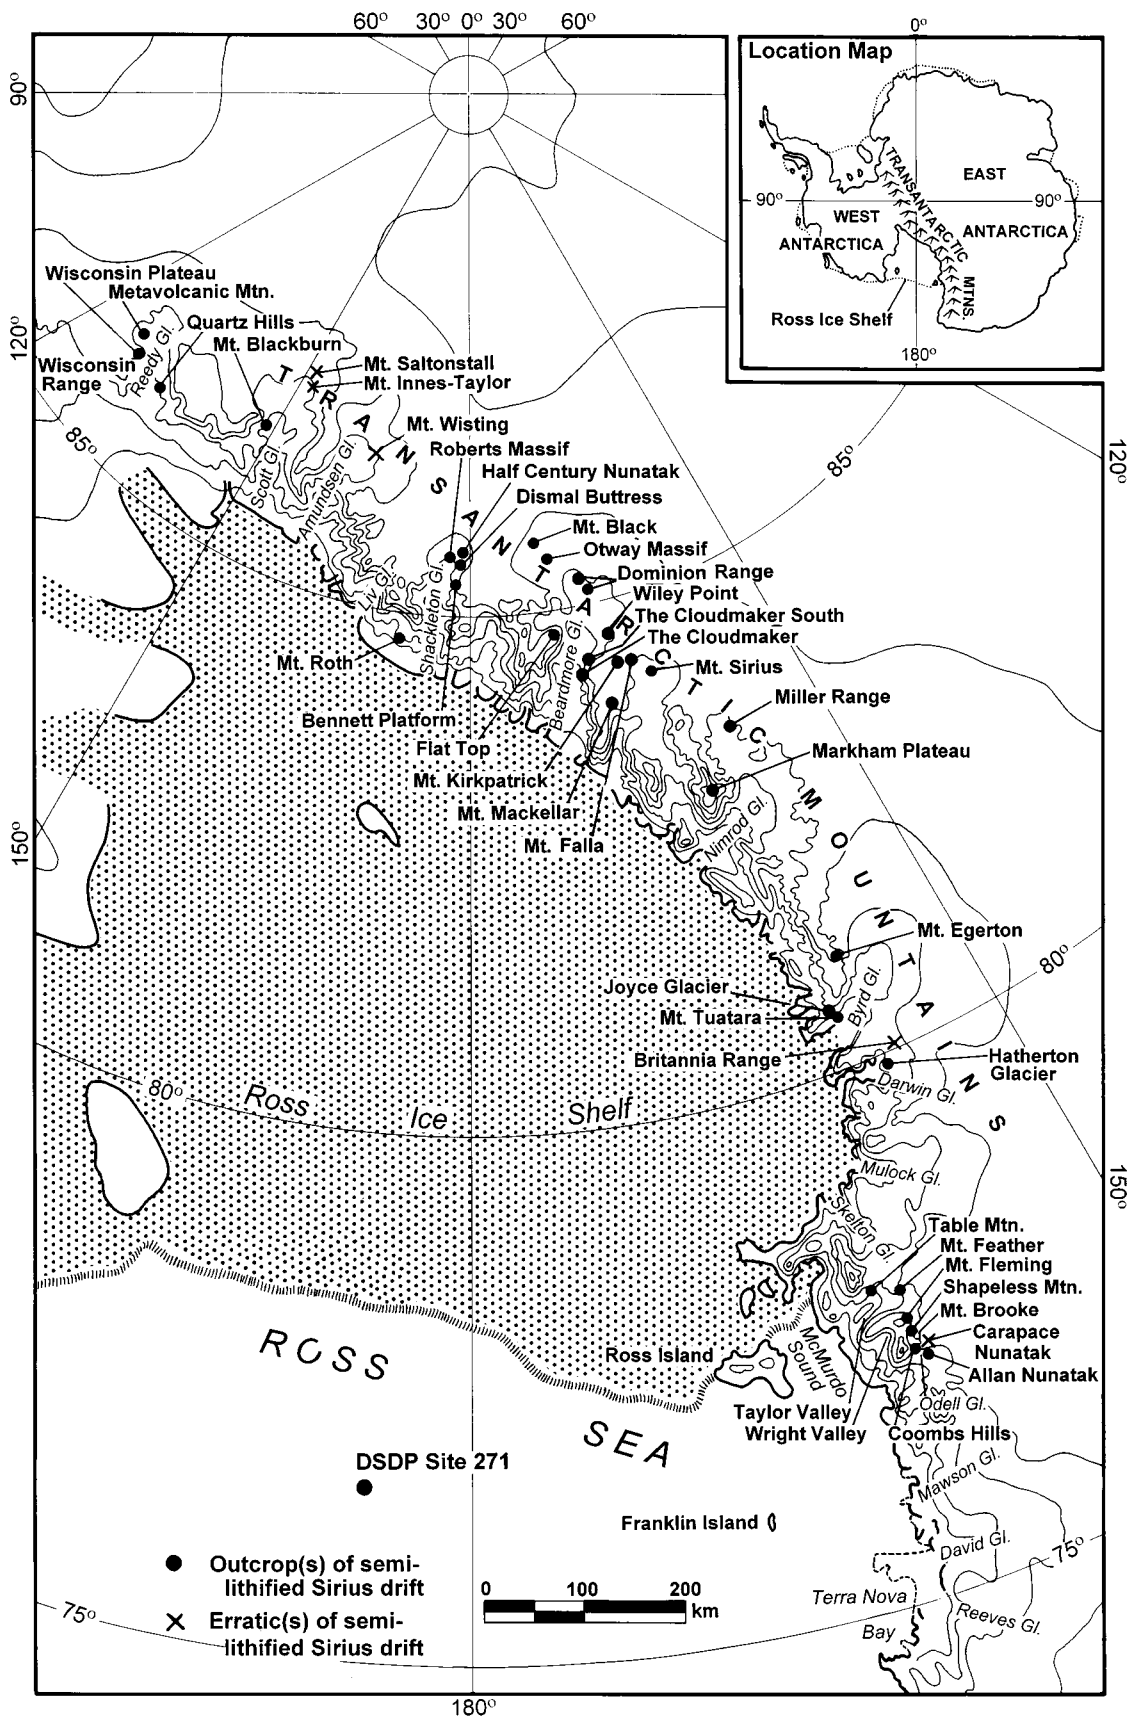 60° 30° 0° 30° 60°
0°
Location Map
90°
EAST
TRANSANTARCTIC
90° 90°
WEST
ANTARCTICA
ANTARCTICA
MTNS.
Ross Ice Shelf
180°
Wisconsin Plateau
Metavolcanic Mtn.
Quartz Hills
Mt. Blackburn
120°
Reedy Gl.
Wisconsin
Range
Mt. Saltonstall
Mt. Innes-Taylor
TRANSANTARCTIC MOUNTAINS
Mt. Wisting
85°
85°
120°
Roberts Massif
Half Century Nunatak
Dismal Buttress
Scott Gl.
Amundsen Gl.
Mt. Black
Otway Massif
Dominion Range
Wiley Point
The Cloudmaker South
The Cloudmaker
Shackleton Gl.
Beardmore Gl.
Mt. Roth
Mt. Sirius
Miller Range
Bennett Platform
Flat Top
Markham Plateau
Mt. Kirkpatrick
Mt. Mackellar
Mt. Falla
Nimrod Gl.
150°
Mt. Egerton
80°
Joyce Glacier
Byrd Gl.
Mt. Tuatara
Britannia Range
Hatherton
Glacier
Darwin Gl.
80°
Ross Ice Shelf
150°
Mulock Gl.
Skelton Gl.
Table Mtn.
Mt. Feather
Mt. Fleming
Shapeless Mtn.
Mt. Brooke
Carapace
Nunatak
Allan Nunatak
ROSS
Ross Island
McMurdo
Sound
Odell Gl.
Taylor Valley
Wright Valley
Coombs Hills
SEA
DSDP Site 271
Mawson Gl.
Franklin Island
David Gl.
75°
Outcrop(s) of semi-
lithified Sirius drift
Erratic(s) of semi-
lithified Sirius drift
0 100 200
km
Terra Nova
Bay
Reeves Gl.
75°
180°